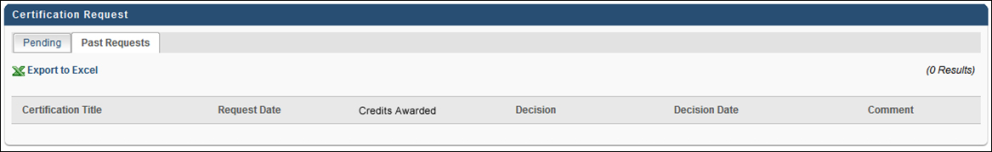 Certification Request
Pending Past Requests
Export to Excel (0 Results)
Certification Title Request Date Credits Awarded Decision Decision Date Comment